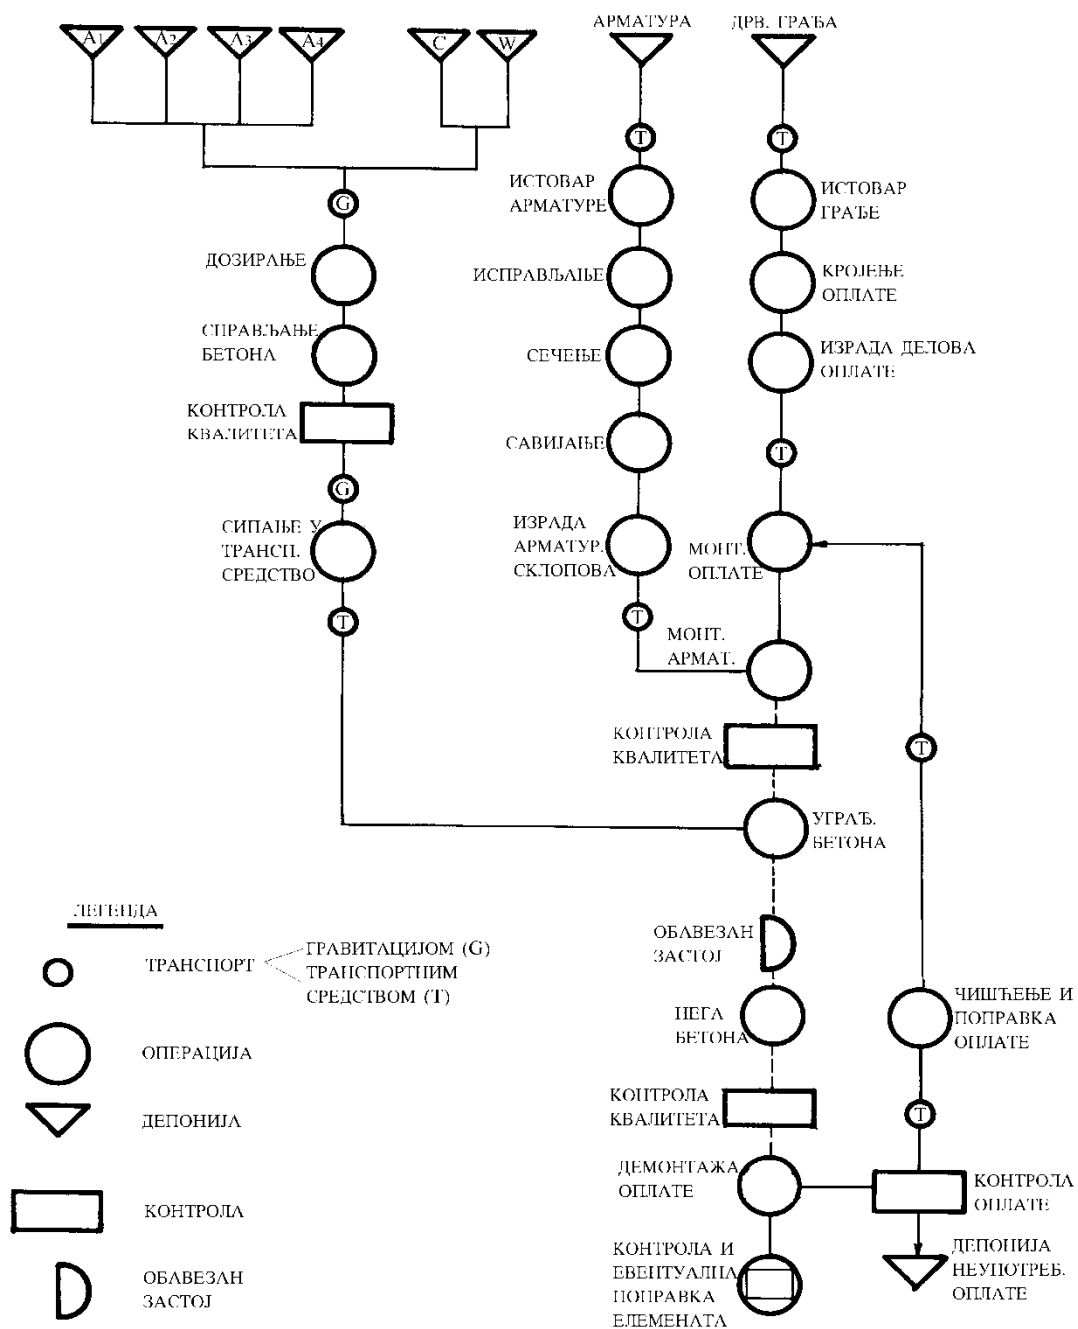 АРМАТУРА
ДРВ. ГРАЂА
A1
A2
A3
A4
C
W
T
T
ИСТОВАР
АРМАТУРЕ
ИСТОВАР
ГРАЂЕ
G
ДОЗИРАЊЕ
ИСПРАВЉАЊЕ
КРОЈЕЊЕ
ОПЛАТЕ
СПРАВЉАЊЕ
БЕТОНА
СЕЧЕЊЕ
ИЗРАДА ДЕЛОВА
ОПЛАТЕ
КОНТРОЛА
КВАЛИТЕТА
САВИЈАЊЕ
T
G
СИПАЊЕ У
ТРАНСП.
СРЕДСТВО
ИЗРАДА
АРМАТУР.
СКЛОПОВА
МОНТ.
ОПЛАТЕ
T
T
МОНТ.
АРМАТ.
КОНТРОЛА
КВАЛИТЕТА
T
УГРАЂ.
БЕТОНА
ЛЕГЕНДА
ТРАНСПОРТ
ГРАВИТАЦИЈОМ (G)
ТРАНСПОРТНИМ
СРЕДСТВОМ (T)
ОБАВЕЗАН
ЗАСТОЈ
ОПЕРАЦИЈА
НЕГА
БЕТОНА
ЧИШЋЕЊЕ И
ПОПРАВКА
ОПЛАТЕ
ДЕПОНИЈА
КОНТРОЛА
КВАЛИТЕТА
T
КОНТРОЛА
ДЕМОНТАЖА
ОПЛАТЕ
КОНТРОЛА
ОПЛАТЕ
ОБАВЕЗАН
ЗАСТОЈ
КОНТРОЛА И
ЕВЕНТУАЛНА
ПОПРАВКА
ЕЛЕМЕНАТА
ДЕПОНИЈА
НЕУПОТРЕБ.
ОПЛАТЕ